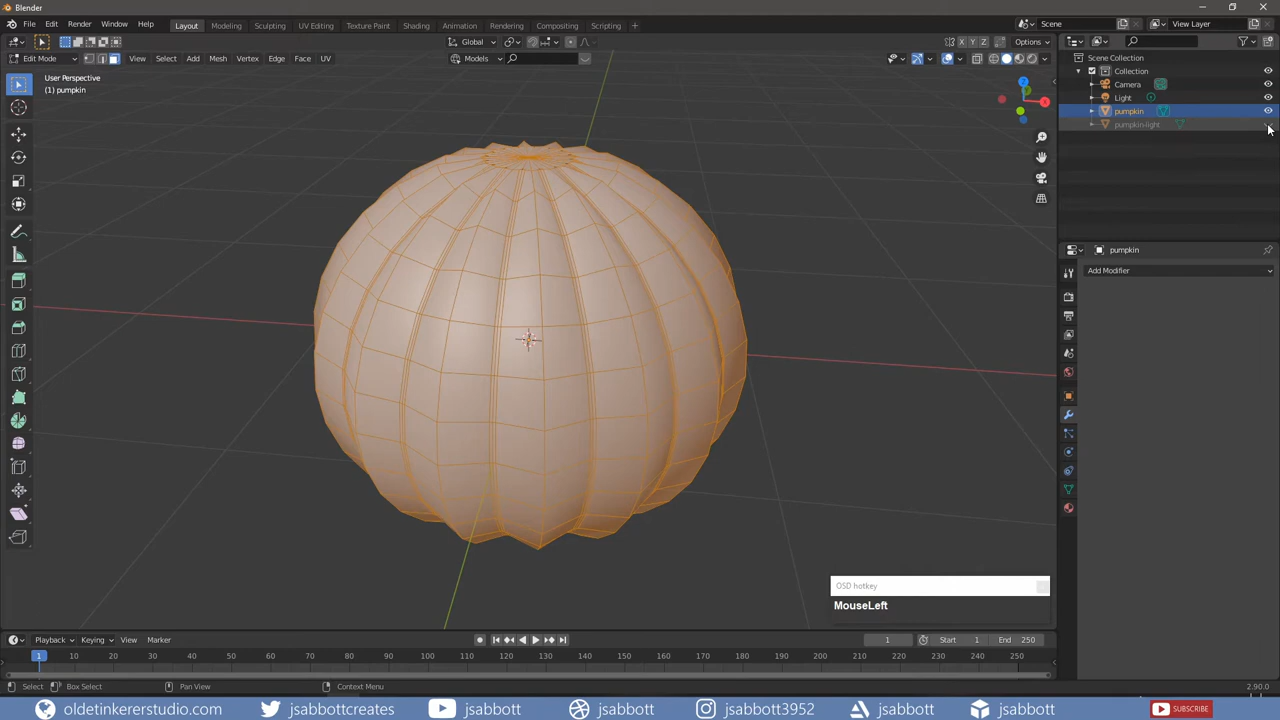 Blender
File Edit Render Window Help Layout Modeling Sculpting UV Editing Texture Paint Shading Animation Rendering Compositing Scripting + Scene View Layer
Global Options
Edit Mode View Select Add Mesh Vertex Edge Face UV Models X Y Z
User Perspective
(1) pumpkin
Scene Collection
Collection
Camera
Light
pumpkin
pumpkin-light
X
pumpkin
Add Modifier
OSD hotkey
MouseLeft
Playback Keying View Marker 1 Start 1 End 250
1 10 20 30 40 50 60 70 80 90 100 110 120 130 140 150 160 170 180 190 200 210 220 230 240 250
Select Box Select Pan View Context Menu 2.90.0
oldetinkererstudio.com jsabbottcreates jsabbott jsabbott jsabbott3952 jsabbott jsabbott SUBSCRIBE